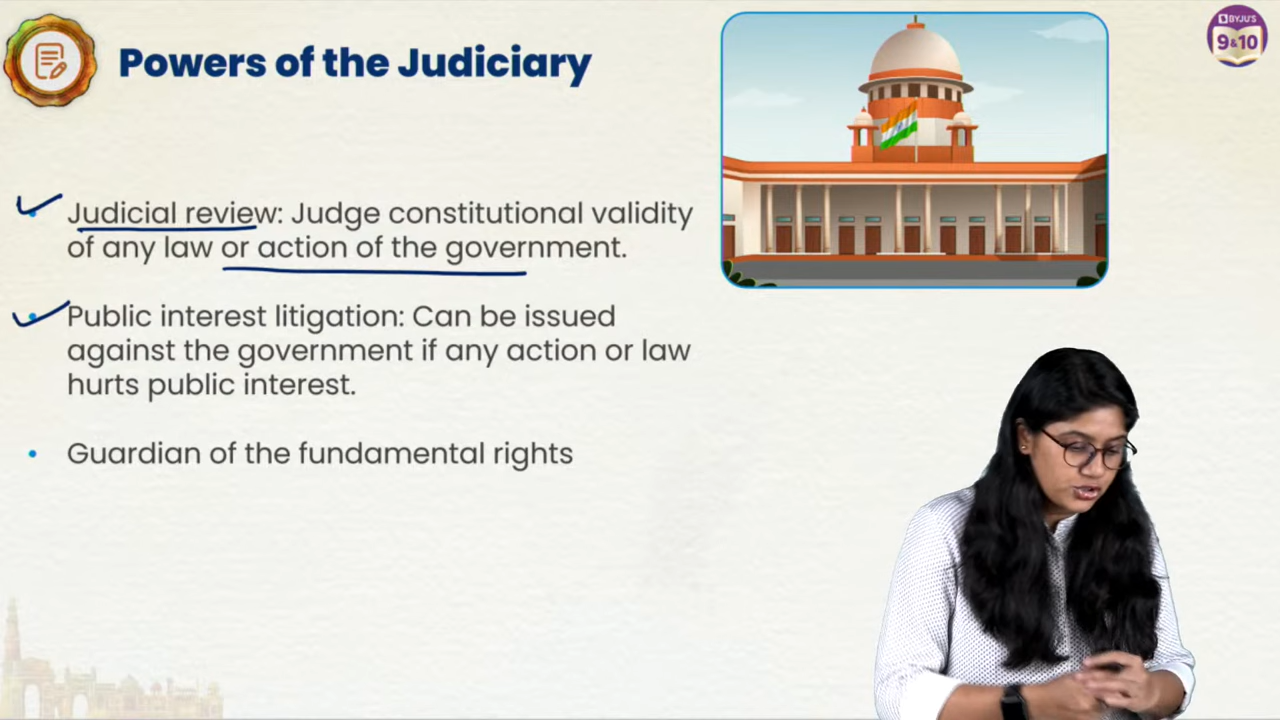 Powers of the Judiciary
BYJU'S
9&10
Judicial review: Judge constitutional validity
of any law or action of the government.
Public interest litigation: Can be issued
against the government if any action or law
hurts public interest.
Guardian of the fundamental rights